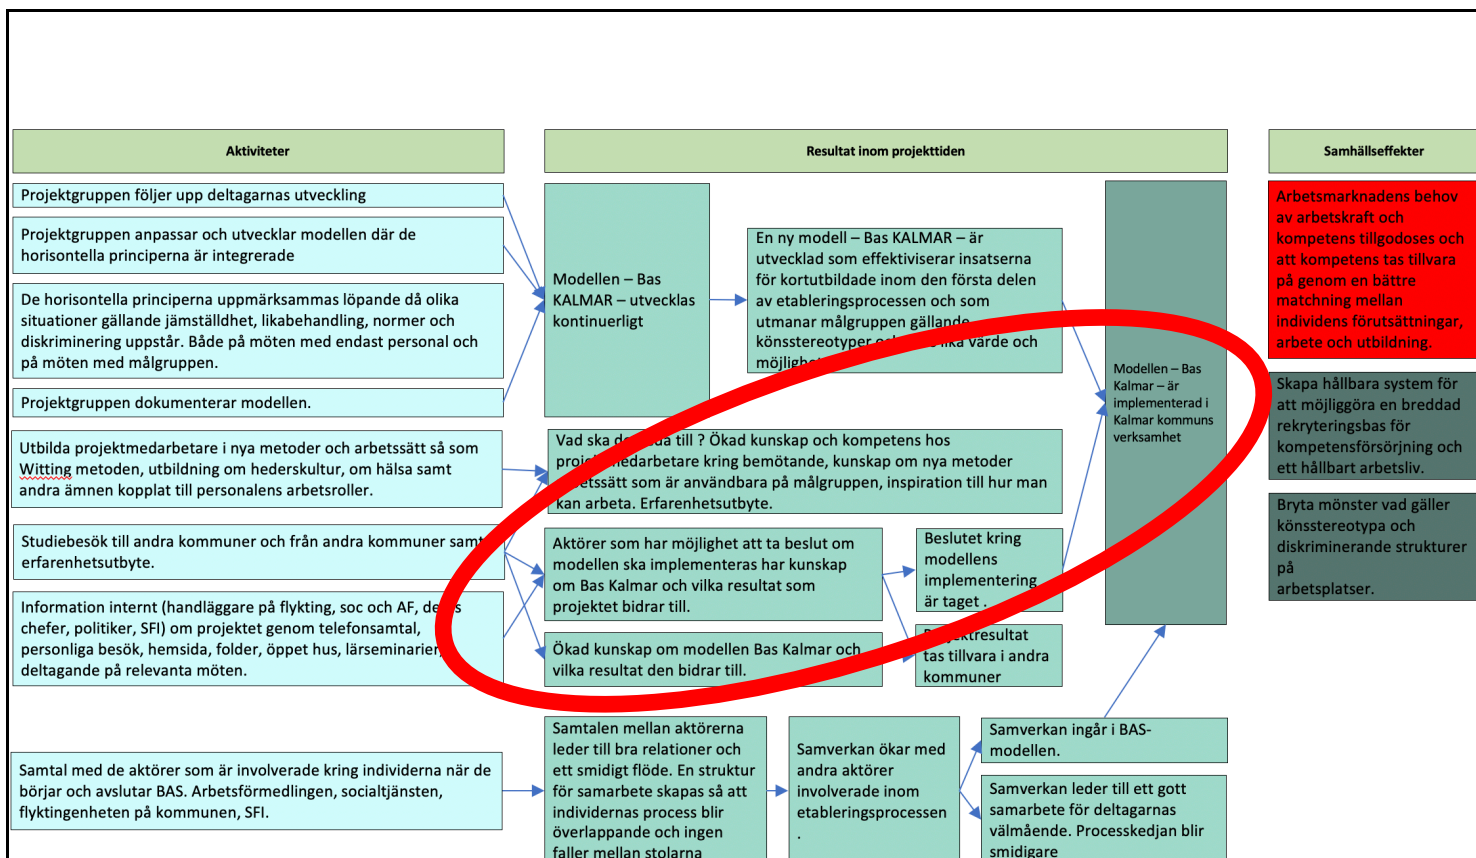 Aktiviteter
Projektgruppen följer upp deltagarnas utveckling
Projektgruppen anpassar och utvecklar modellen där de
horisontella principerna är integrerade
De horisontella principerna uppmärksammas löpande då olika
situationer gällande jämställdhet, likabehandling, normer och
diskriminering uppstår. Både på möten med endast personal och
på möten med målgruppen.
Projektgruppen dokumenterar modellen.
Utbilda projektmedarbetare i nya metoder och arbetssätt så som
Witting metoden, utbildning om hederskultur, om hälsa samt
andra ämnen kopplat till personalens arbetsroller.
Studiebesök till andra kommuner och från andra kommuner samt
erfarenhetsutbyte.
Information internt (handläggare på flykting, soc och AF,
chefer, politiker, SFI) om projektet genom telefonsamtal,
personliga besök, hemsida, folder, öppet hus, lärseminarier,
deltagande på relevanta möten.
Samtal med de aktörer som är involverade kring individerna när de
börjar och avslutar BAS. Arbetsförmedlingen, socialtjänsten,
flyktingenheten på kommunen, SFI.
Resultat inom projekttiden
Modellen – Bas
KALMAR – utvecklas
kontinuerligt
En ny modell – Bas KALMAR – är
utvecklad som effektiviserar insatserna
för kortutbildade inom den första delen
av etableringsprocessen och som
utmanar målgruppen gällande
könsstereotyper värde och
Modellen – Bas
Kalmar – är
implementerad i
Kalmar kommuns
verksamhet
Vad ska till ? Ökad kunskap och kompetens hos
projektmedarbetare kring bemötande, kunskap om nya metoder
arbetssätt som är användbara på målgruppen, inspiration till hur man
kan arbeta. Erfarenhetsutbyte.
Aktörer som har möjlighet att ta beslut om
modellen ska implementeras har kunskap
om Bas Kalmar och vilka resultat som
projektet bidrar till.
Beslutet kring
modellens
implementering
är taget .
Ökad kunskap om modellen Bas Kalmar och
vilka resultat den bidrar till.
Projektresultat
tas tillvara i andra
kommuner
Samtalen mellan aktörerna
leder till bra relationer och
ett smidigt flöde. En struktur
för samarbete skapas så att
individernas process blir
överlappande och ingen
faller mellan stolarna
Samverkan ökar med
andra aktörer
involverade inom
etableringsprocessen
.
Samverkan ingår i BAS-
modellen.
Samverkan leder till ett gott
samarbete för deltagarnas
välmående. Processkedjan blir
smidigare
Samhällseffekter
Arbetsmarknadens behov
av arbetskraft och
kompetens tillgodoses och
att kompetens tas tillvara
på genom en bättre
matchning mellan
individens förutsättningar,
arbete och utbildning.
Skapa hållbara system för
att möjliggöra en breddad
rekryteringsbas för
kompetensförsörjning och
ett hållbart arbetsliv.
Bryta mönster vad gäller
könsstereotypa och
diskriminerande strukturer
på
arbetsplatser.